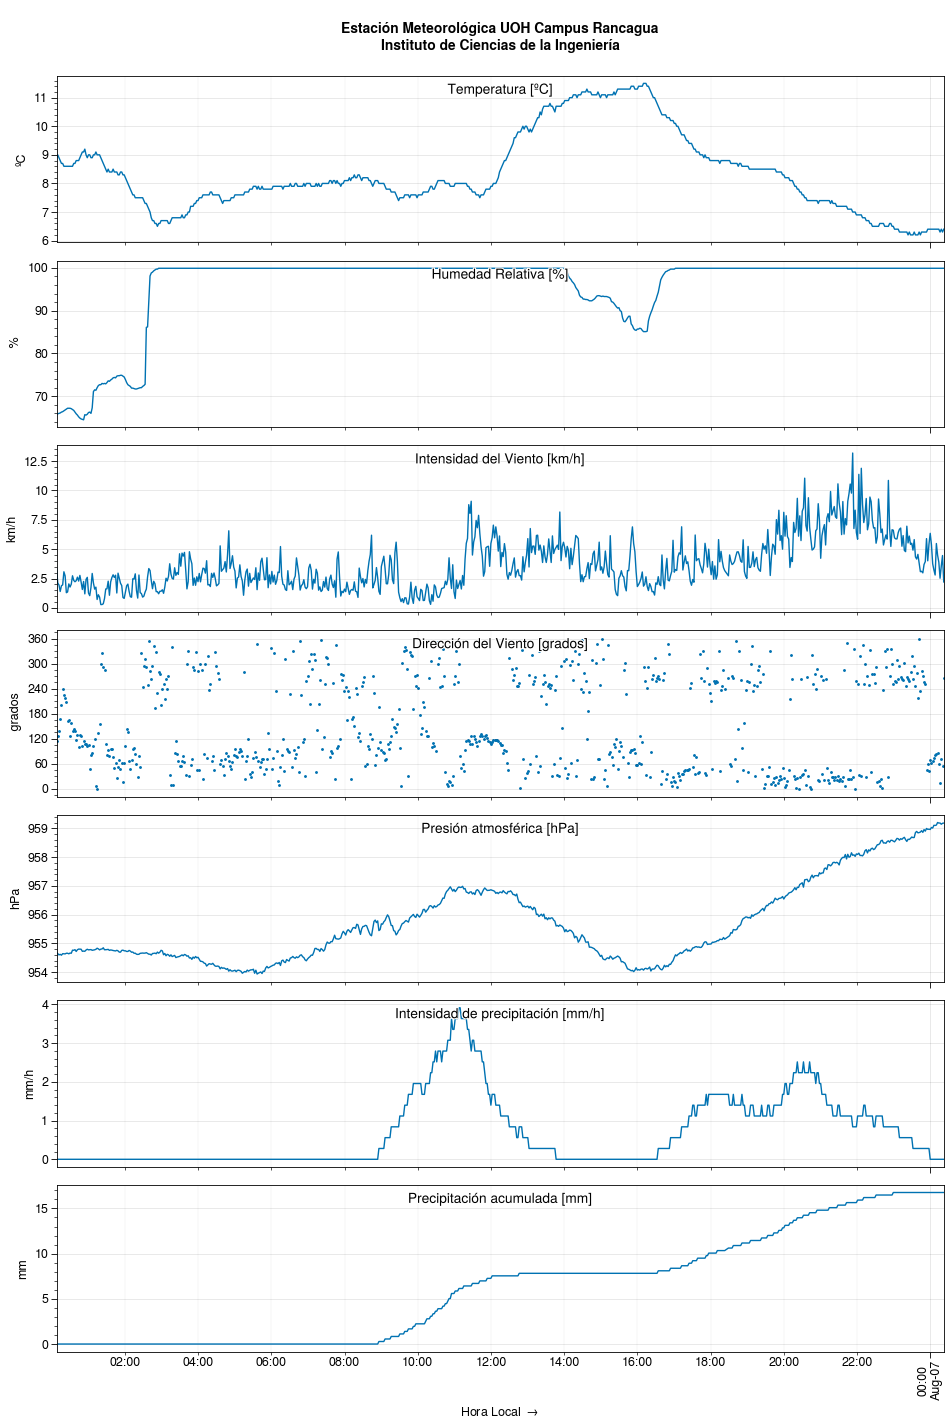 Estación Meteorológica UOH Campus Rancagua
Instituto de Ciencias de la Ingeniería
Temperatura [ºC]
ºC
11
10
9
8
7
6
Humedad Relativa [%]
%
100
90
80
70
Intensidad del Viento [km/h]
km/h
12.5
10
7.5
5
2.5
0
Dirección del Viento [grados]
grados
360
300
240
180
120
60
0
Presión atmosférica [hPa]
hPa
959
958
957
956
955
954
Intensidad de precipitación [mm/h]
mm/h
4
3
2
1
0
Precipitación acumulada [mm]
mm
15
10
5
0
02:00 04:00 06:00 08:00 10:00 12:00 14:00 16:00 18:00 20:00 22:00
00:00
Aug-07
Hora Local →